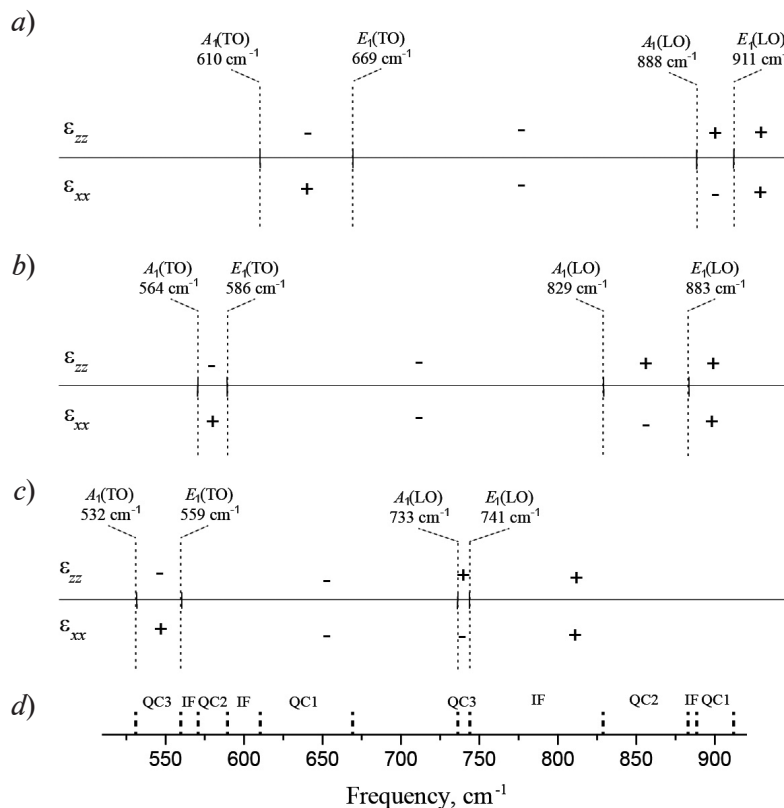 a)
A₁(TO) E₁(TO) A₁(LO) E₁(LO)
610 cm⁻¹ 669 cm⁻¹ 888 cm⁻¹ 911 cm⁻¹
εzz - - + +
εxx + - - +
b)
A₁(TO) E₁(TO) A₁(LO) E₁(LO)
564 cm⁻¹ 586 cm⁻¹ 829 cm⁻¹ 883 cm⁻¹
εzz - - + +
εxx + - - +
c)
A₁(TO) E₁(TO) A₁(LO) E₁(LO)
532 cm⁻¹ 559 cm⁻¹ 733 cm⁻¹ 741 cm⁻¹
εzz - - + +
εxx + - - +
d) QC3 IF QC2 IF QC1 QC3 IF QC2 IF QC1
550 600 650 700 750 800 850 900
Frequency, cm⁻¹